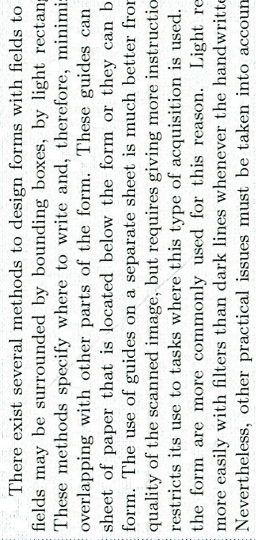 There exist several methods to design forms with fields to
fields may be surrounded by bounding boxes, by light rectang
These methods specify where to write and, therefore, minimi
overlapping with other parts of the form. These guides can
sheet of paper that is located below the form or they can b
form. The use of guides on a separate sheet is much better fro
quality of the scanned image, but requires giving more instructio
restricts its use to tasks where this type of acquisition is used.
the form are more commonly used for this reason. Light re
more easily with filters than dark lines whenever the handwritte
Nevertheless, other practical issues must be taken into accoun